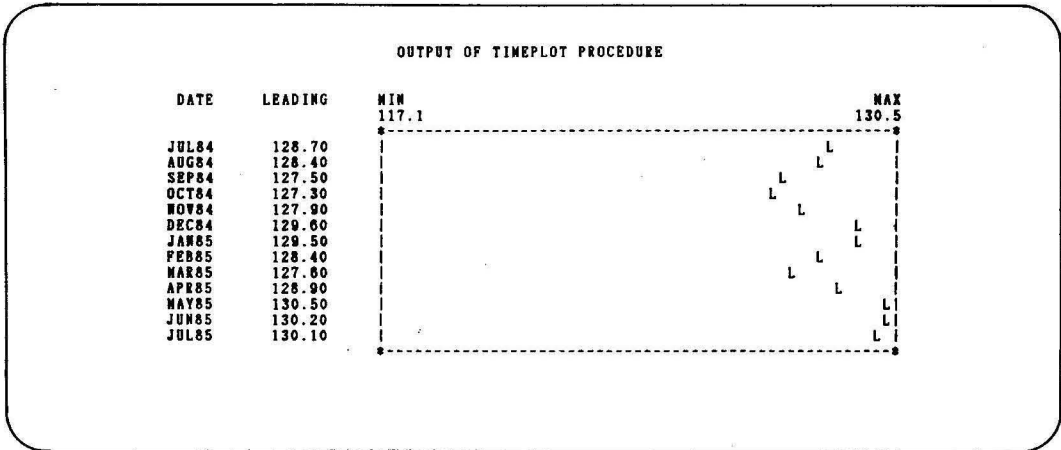 OUTPUT OF TIMEPLOT PROCEDURE
DATE LEADING MIN MAX
117.1 130.5
*------------------------------------------------------*
JUL84 128.70 | L |
AUG84 128.40 | L |
SEP84 127.50 | L |
OCT84 127.30 | L |
NOV84 127.90 | L |
DEC84 129.60 | L |
JAN85 129.50 | L |
FEB85 128.40 | L |
MAR85 127.60 | L |
APR85 128.90 | L |
MAY85 130.50 | L|
JUN85 130.20 | L|
JUL85 130.10 | L |
*------------------------------------------------------*